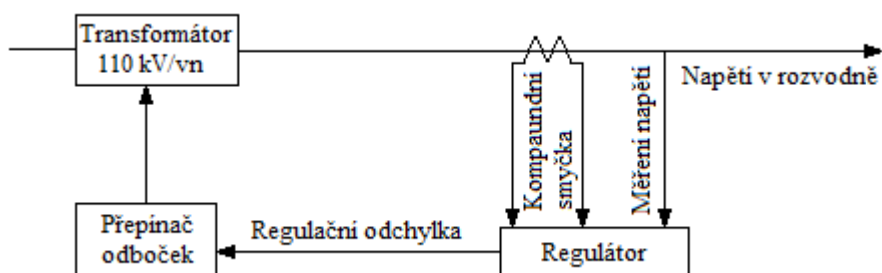 Transformátor
110 kV/vn
Napětí v rozvodně
Kompaundní
smyčka
Měření napětí
Přepínač
odboček
Regulační odchylka
Regulátor